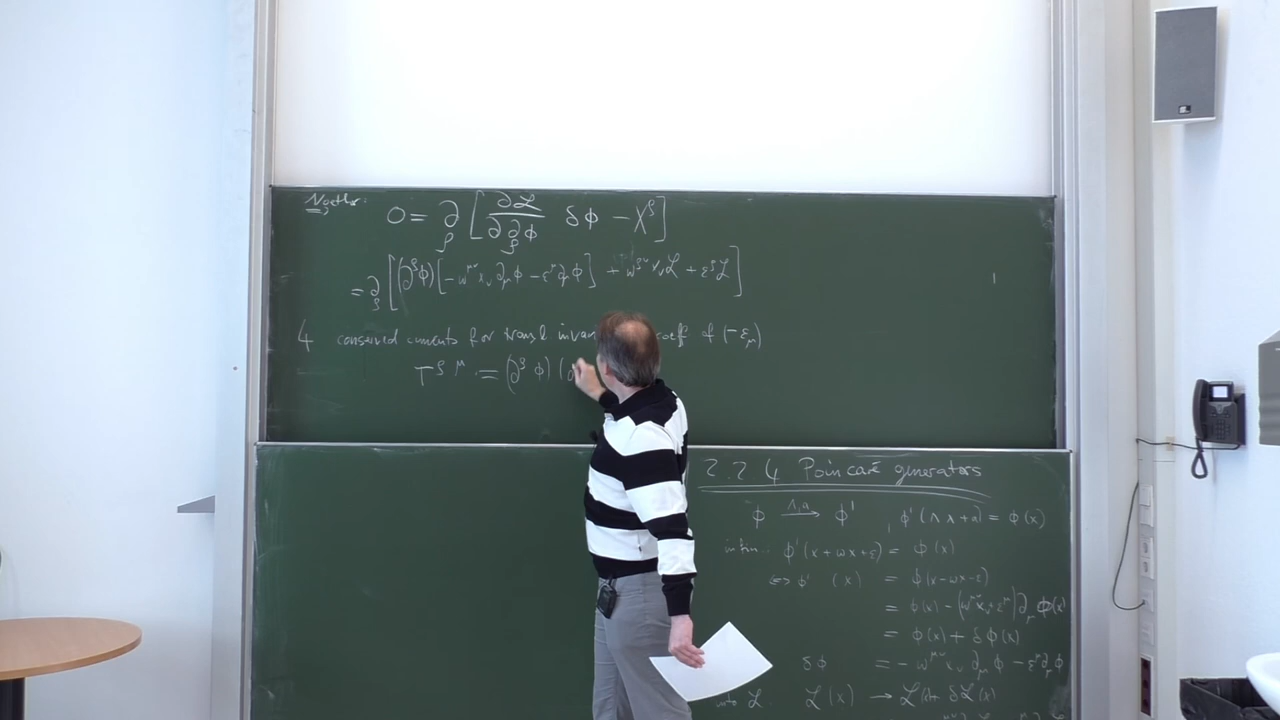 Noether:
0 = ∂_ρ [ ∂ℒ/∂∂_ρϕ δϕ − X^ρ ]
= ∂_ρ [ (∂^ρϕ) [ −ω^{μν} x_ν ∂_μ ϕ − ε^μ ∂_μ ϕ ] + ω^{ρν} x_ν ℒ + ε^ρ ℒ ]
4 conserved currents for transl invar coeff of (−ε_μ)
T^{ρμ} := (∂^ρ ϕ) (∂
2.2.4 Poincaré generators
ϕ →^{Λ,a} ϕ' , ϕ'(Λx+a) = ϕ(x)
infin.. ϕ'(x+ωx+ε) = ϕ(x)
⇔ ϕ'(x) = ϕ(x−ωx−ε)
= ϕ(x) − (ω^{μν}x_ν ε^μ) ∂_μ ϕ(x)
= ϕ(x) + δϕ(x)
δϕ = − ω^{μν} x_ν ∂_μ ϕ − ε^μ ∂_μ ϕ
into ℒ ℒ(x) → ℒ(x) + δℒ(x)